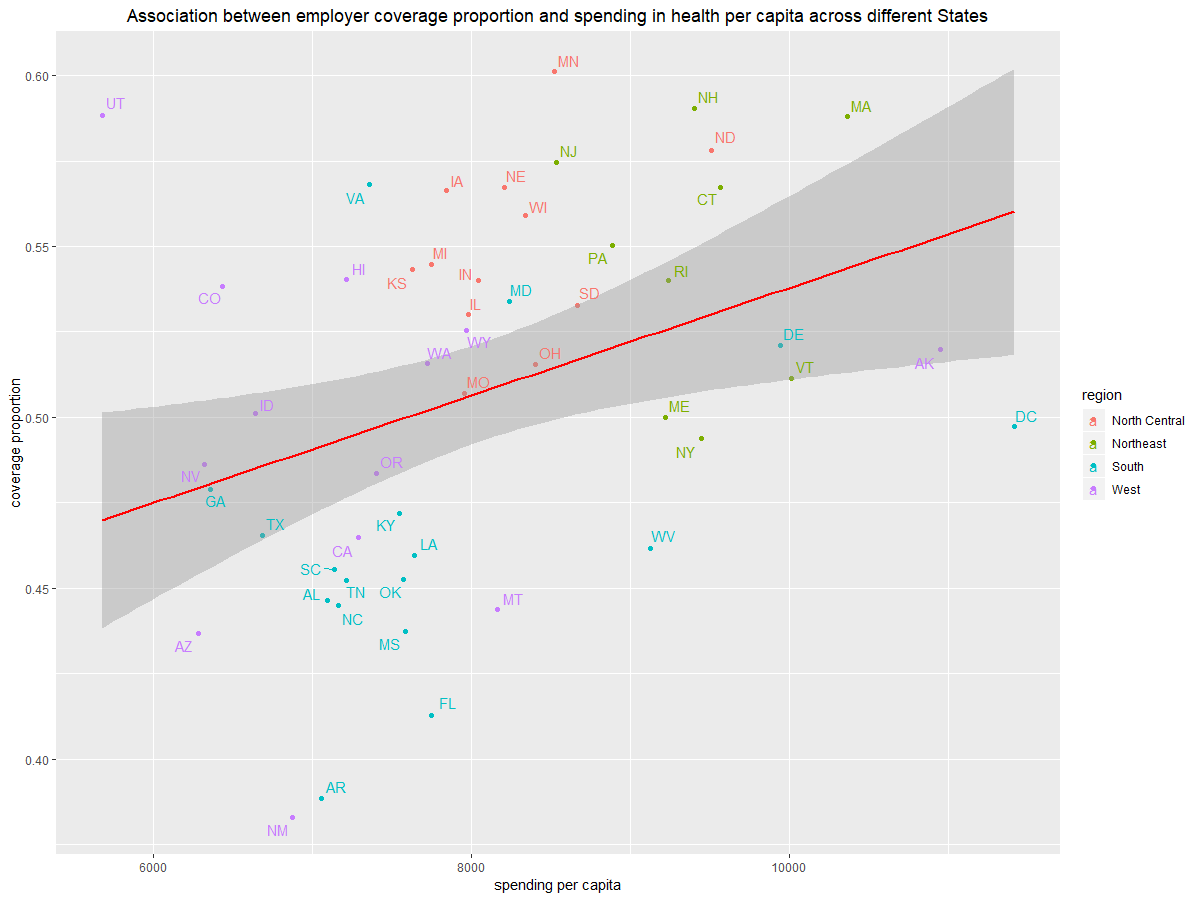 Association between employer coverage proportion and spending in health per capita across different States
MN
0.60
UT
NH
MA
ND
NJ
NE
IA
VA
CT
WI
MI
PA
HI
RI
IN
KS
0.55
CO
MD
SD
IL
DE
WY
WA
OH
AK
VT
MO
ID
ME
DC
0.50
NY
OR
NV
GA
TX
KY
WV
LA
CA
SC
TN
OK
AL
MT
0.45
NC
MS
AZ
FL
0.40
AR
NM
6000
8000
10000
spending per capita
coverage proportion
region
a North Central
a Northeast
a South
a West